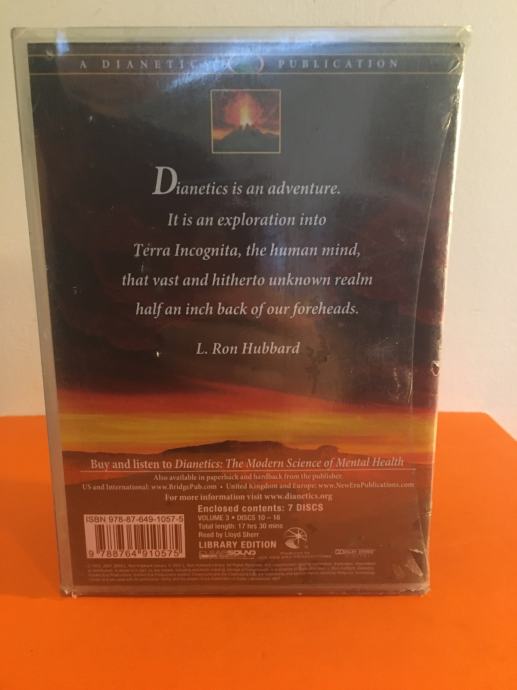 A DIANETICS PUBLICATION
Dianetics is an adventure.
It is an exploration into
Terra Incognita, the human mind,
that vast and hitherto unknown realm
half an inch back of our foreheads.
L. Ron Hubbard
Buy and listen to Dianetics: The Modern Science of Mental Health
Also available in paperback and hardback from the publisher.
US and International: www.BridgePub.com • United Kingdom and Europe: www.NewEraPublications.com
For more information visit www.dianetics.org
Enclosed contents: 7 DISCS
VOLUME 3 • DISCS 10 – 16
Total length: 17 hrs 30 mins
Read by Lloyd Sherr
LIBRARY EDITION
ISBN 978-87-649-1057-5
9 788764 910575